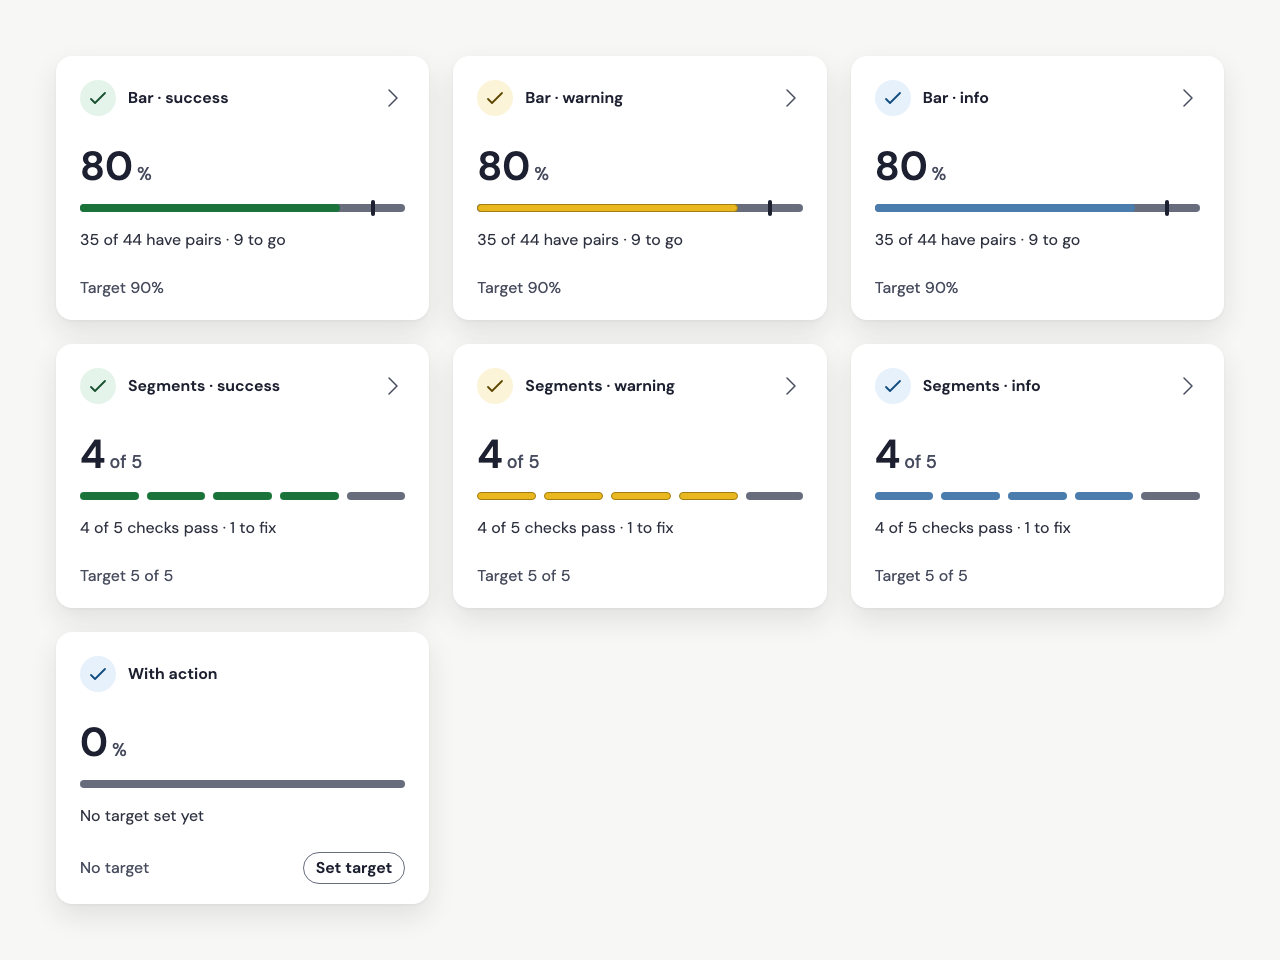 Bar · success
80 %
35 of 44 have pairs · 9 to go
Target 90%
Bar · warning
80 %
35 of 44 have pairs · 9 to go
Target 90%
Bar · info
80 %
35 of 44 have pairs · 9 to go
Target 90%
Segments · success
4 of 5
4 of 5 checks pass · 1 to fix
Target 5 of 5
Segments · warning
4 of 5
4 of 5 checks pass · 1 to fix
Target 5 of 5
Segments · info
4 of 5
4 of 5 checks pass · 1 to fix
Target 5 of 5
With action
0 %
No target set yet
No target
Set target